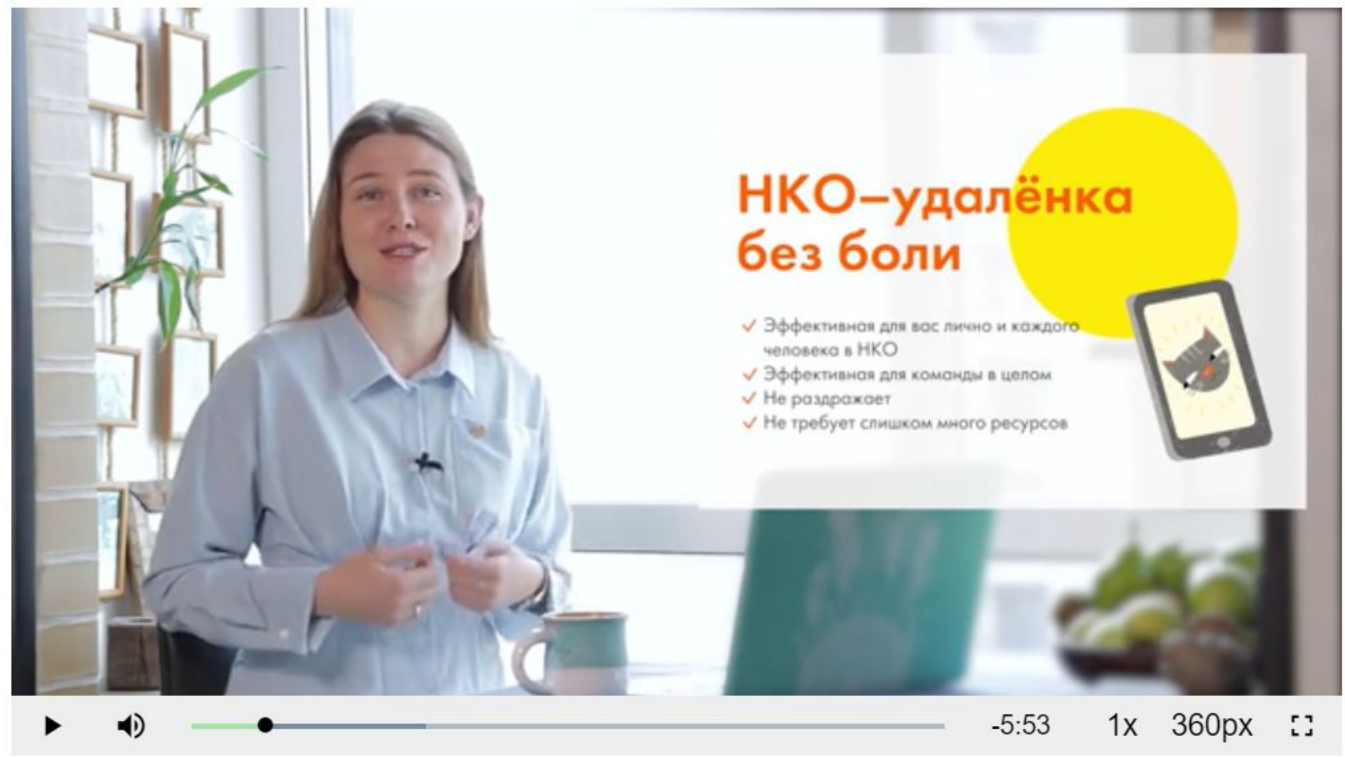 НКО–удалёнка
без боли
✓ Эффективная для вас лично и каждого
человека в НКО
✓ Эффективная для команды в целом
✓ Не раздражает
✓ Не требует слишком много ресурсов
-5:53 1x 360px